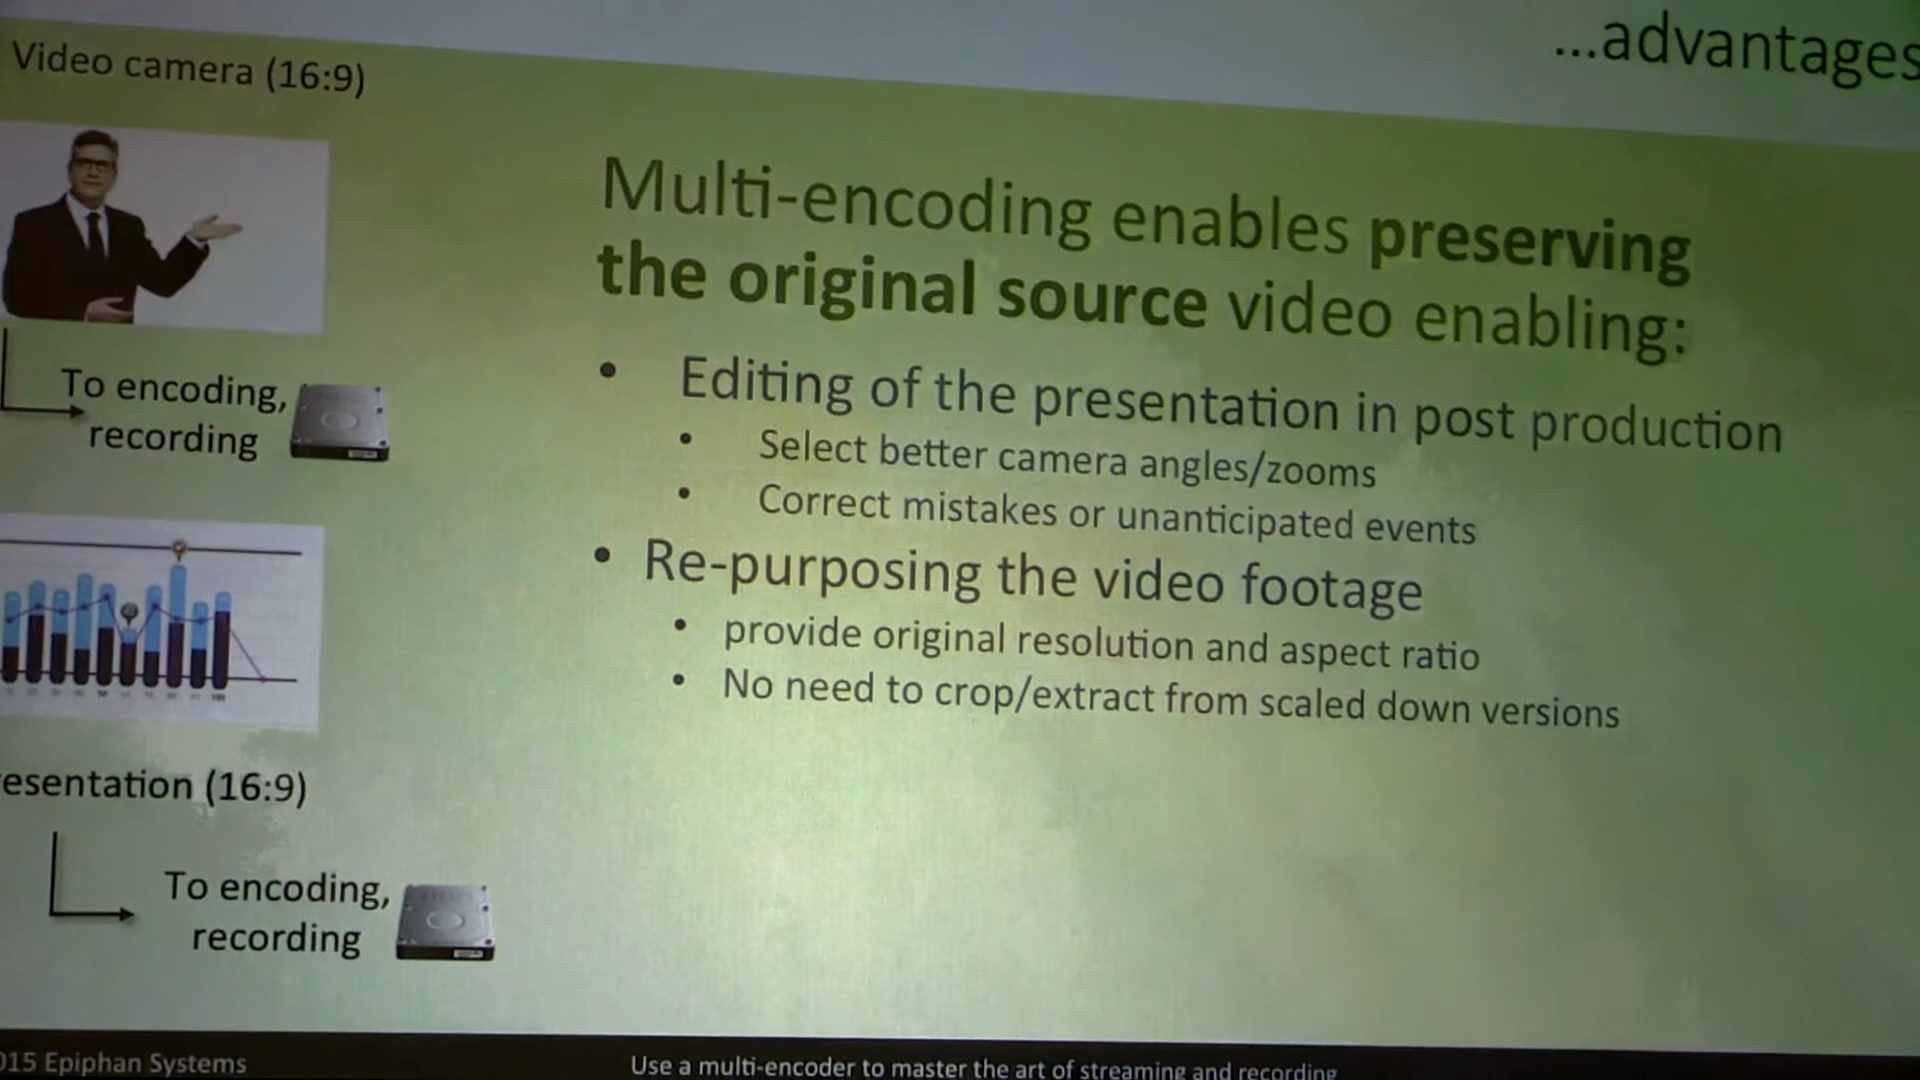 ...advantages
Video camera (16:9)
To encoding,
recording
esentation (16:9)
To encoding,
recording
Multi-encoding enables preserving
the original source video enabling:
• Editing of the presentation in post production
• Select better camera angles/zooms
• Correct mistakes or unanticipated events
• Re-purposing the video footage
• provide original resolution and aspect ratio
• No need to crop/extract from scaled down versions
015 Epiphan Systems
Use a multi-encoder to master the art of streaming and recording